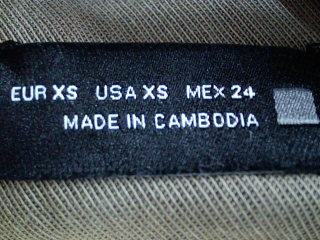 EUR XS USA XS MEX 24
MADE IN CAMBODIA